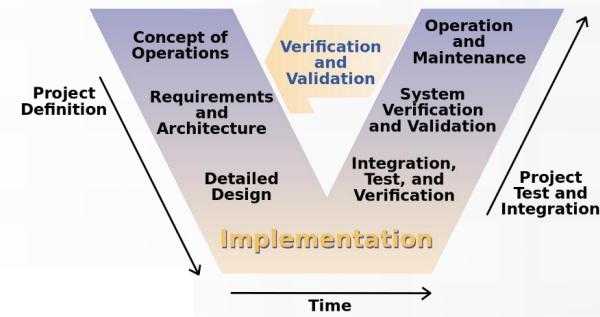 Concept of
Operations
Verification
and
Validation
Operation
and
Maintenance
Project
Definition
Requirements
and
Architecture
System
Verification
and Validation
Detailed
Design
Integration,
Test, and
Verification
Project
Test and
Integration
Implementation
Time